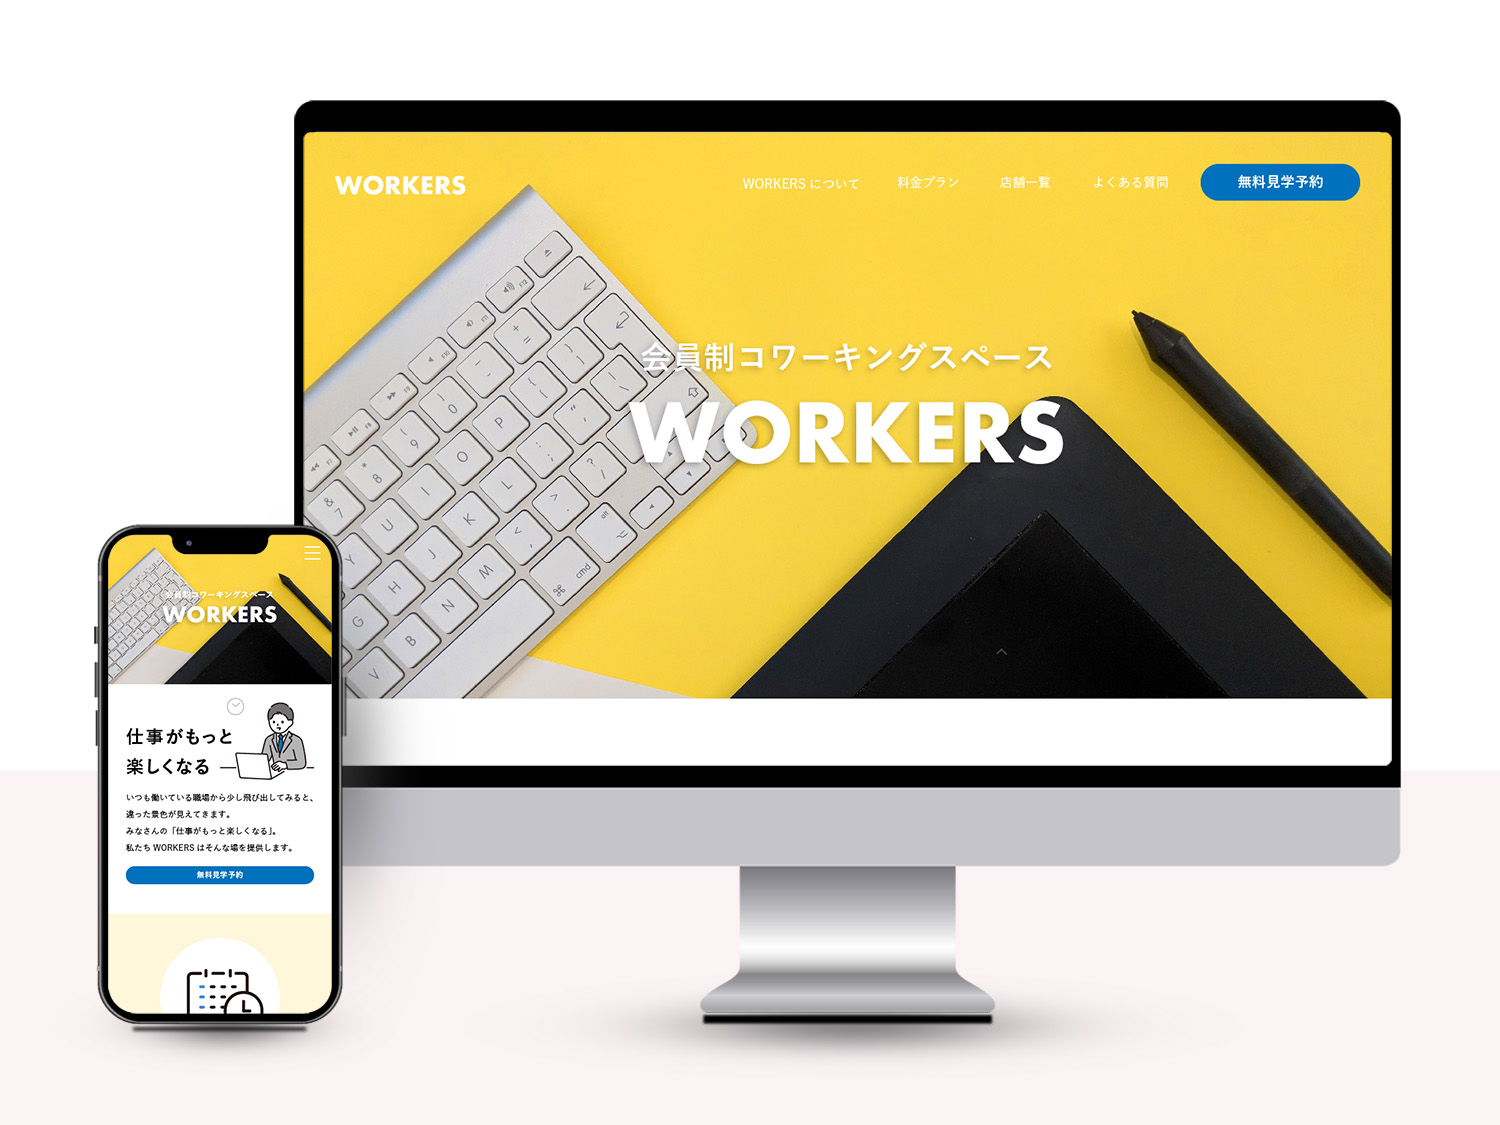 WORKERS
WORKERS について
料金プラン
店舗一覧
よくある質問
無料見学予約
会員制コワーキングスペース
WORKERS
会員制コワーキングスペース
WORKERS
仕事がもっと
楽しくなる
いつも働いている職場から少し飛び出してみると、
違った景色が見えてきます。
みなさんの「仕事がもっと楽しくなる」。
私たち WORKERS はそんな場を提供します。
無料見学予約